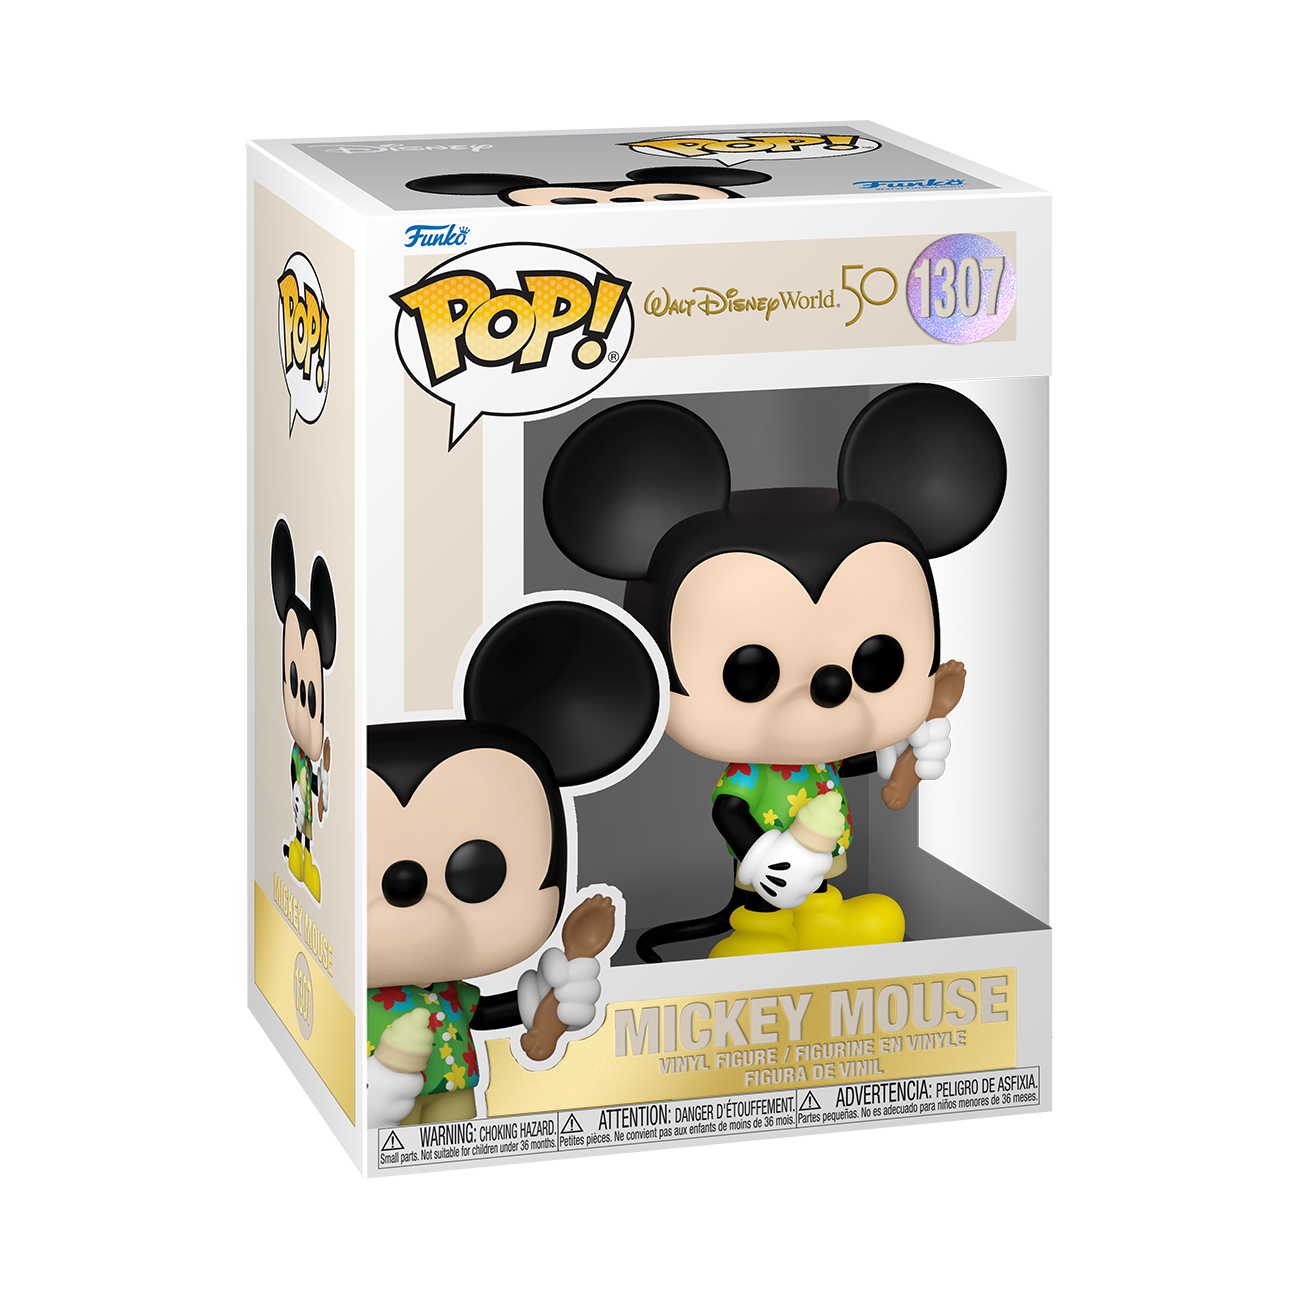 Disney
POP!
Funko
Funko
POP!®
Walt Disney World. 50
1307
POP!
MICKEY MOUSE
1307
MICKEY MOUSE
VINYL FIGURE / FIGURINE EN VINYLE
FIGURA DE VINIL
WARNING: CHOKING HAZARD.
Small parts. Not suitable for children under 36 months.
ATTENTION: DANGER D'ÉTOUFFEMENT.
Petites pièces. Ne convient pas aux enfants de moins de 36 mois.
ADVERTENCIA: PELIGRO DE ASFIXIA.
Partes pequeñas. No es adecuado para niños menores de 36 meses.